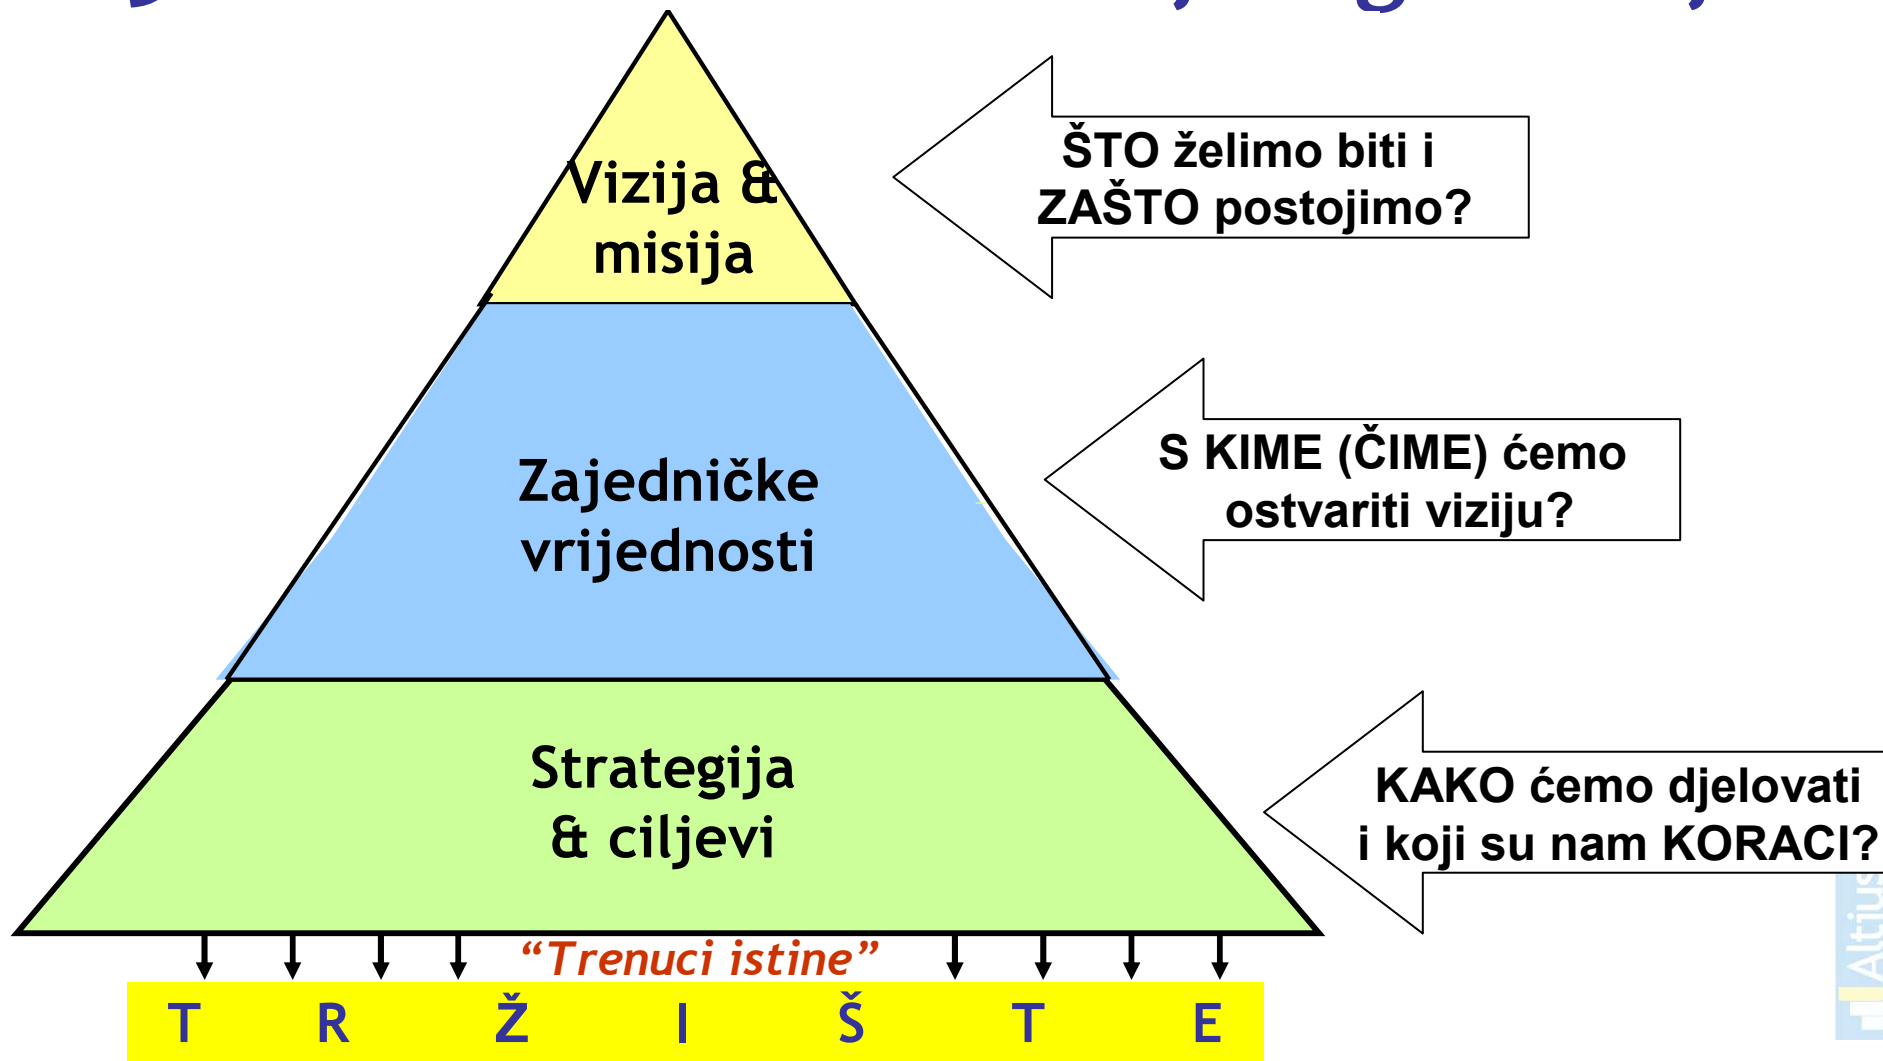 Vizija &
misija
ŠTO želimo biti i
ZAŠTO postojimo?
Zajedničke
vrijednosti
S KIME (ČIME) ćemo
ostvariti viziju?
Strategija
& ciljevi
KAKO ćemo djelovati
i koji su nam KORACI?
“Trenuci istine”
T R Ž I Š T E
Altius